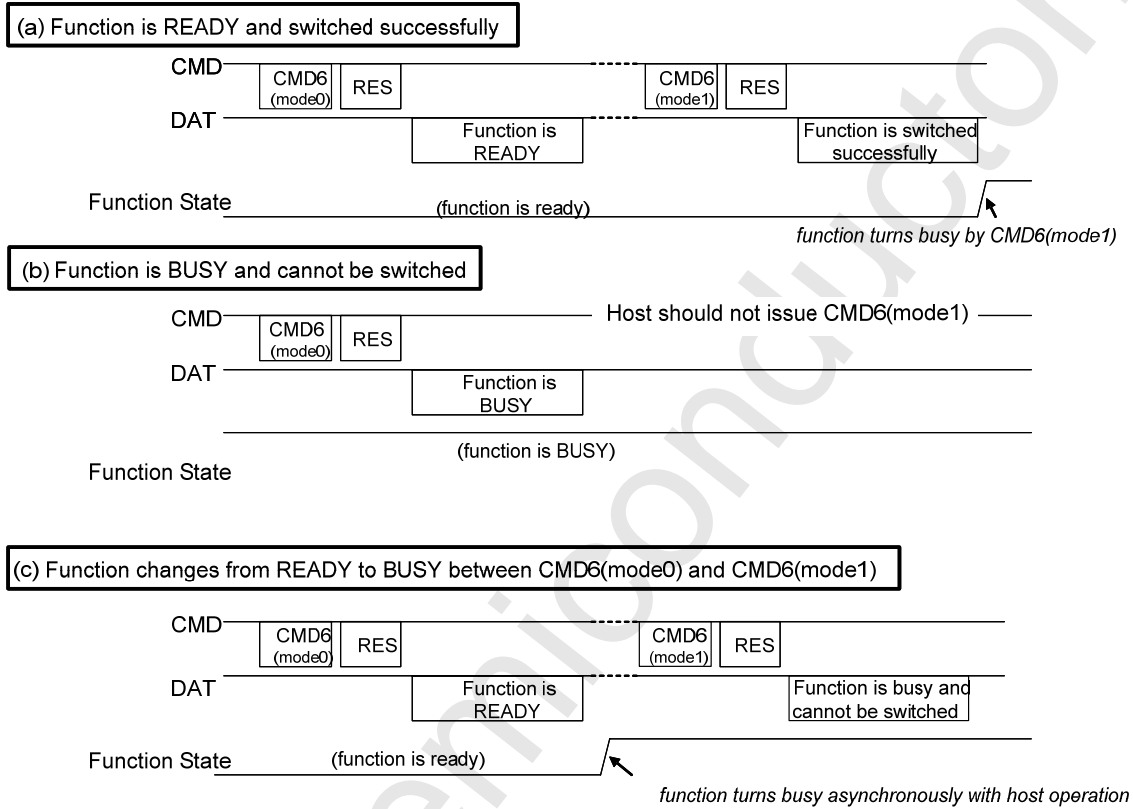 (a) Function is READY and switched successfully
CMD
CMD6
(mode0)
RES
CMD6
(mode1)
RES
DAT
Function is
READY
Function is switched
successfully
Function State
(function is ready)
function turns busy by CMD6(mode1)
(b) Function is BUSY and cannot be switched
CMD
CMD6
(mode0)
RES
Host should not issue CMD6(mode1)
DAT
Function is
BUSY
(function is BUSY)
Function State
(c) Function changes from READY to BUSY between CMD6(mode0) and CMD6(mode1)
CMD
CMD6
(mode0)
RES
CMD6
(mode1)
RES
DAT
Function is
READY
Function is busy and
cannot be switched
Function State
(function is ready)
function turns busy asynchronously with host operation